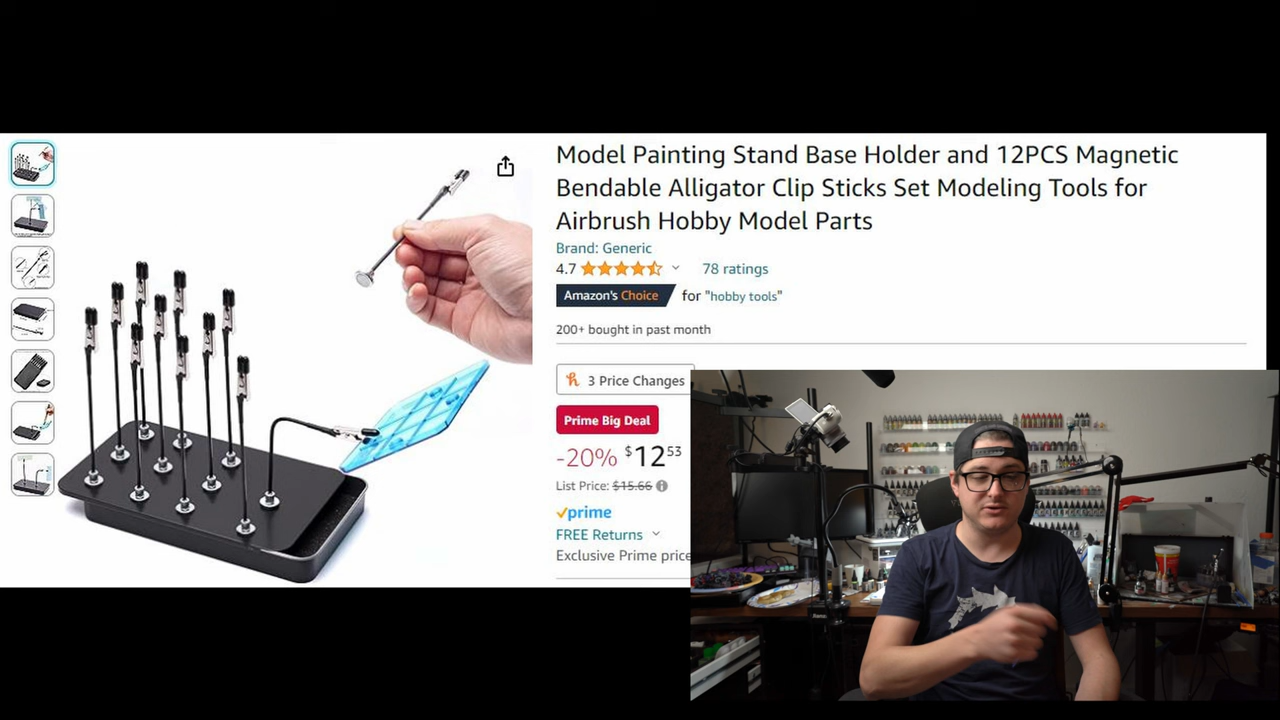 Model Painting Stand Base Holder and 12PCS Magnetic
Bendable Alligator Clip Sticks Set Modeling Tools for
Airbrush Hobby Model Parts
Brand: Generic
4.7 78 ratings
Amazon's Choice for "hobby tools"
200+ bought in past month
3 Price Changes
Prime Big Deal
-20% $12 53
List Price: $15.66
prime
FREE Returns
Exclusive Prime price